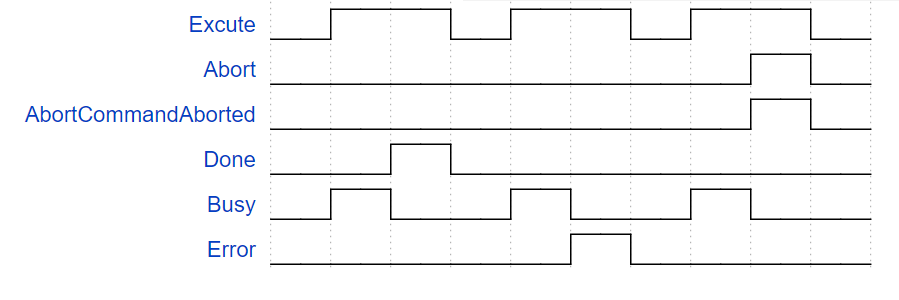 Excute
Abort
AbortCommandAborted
Done
Busy
Error